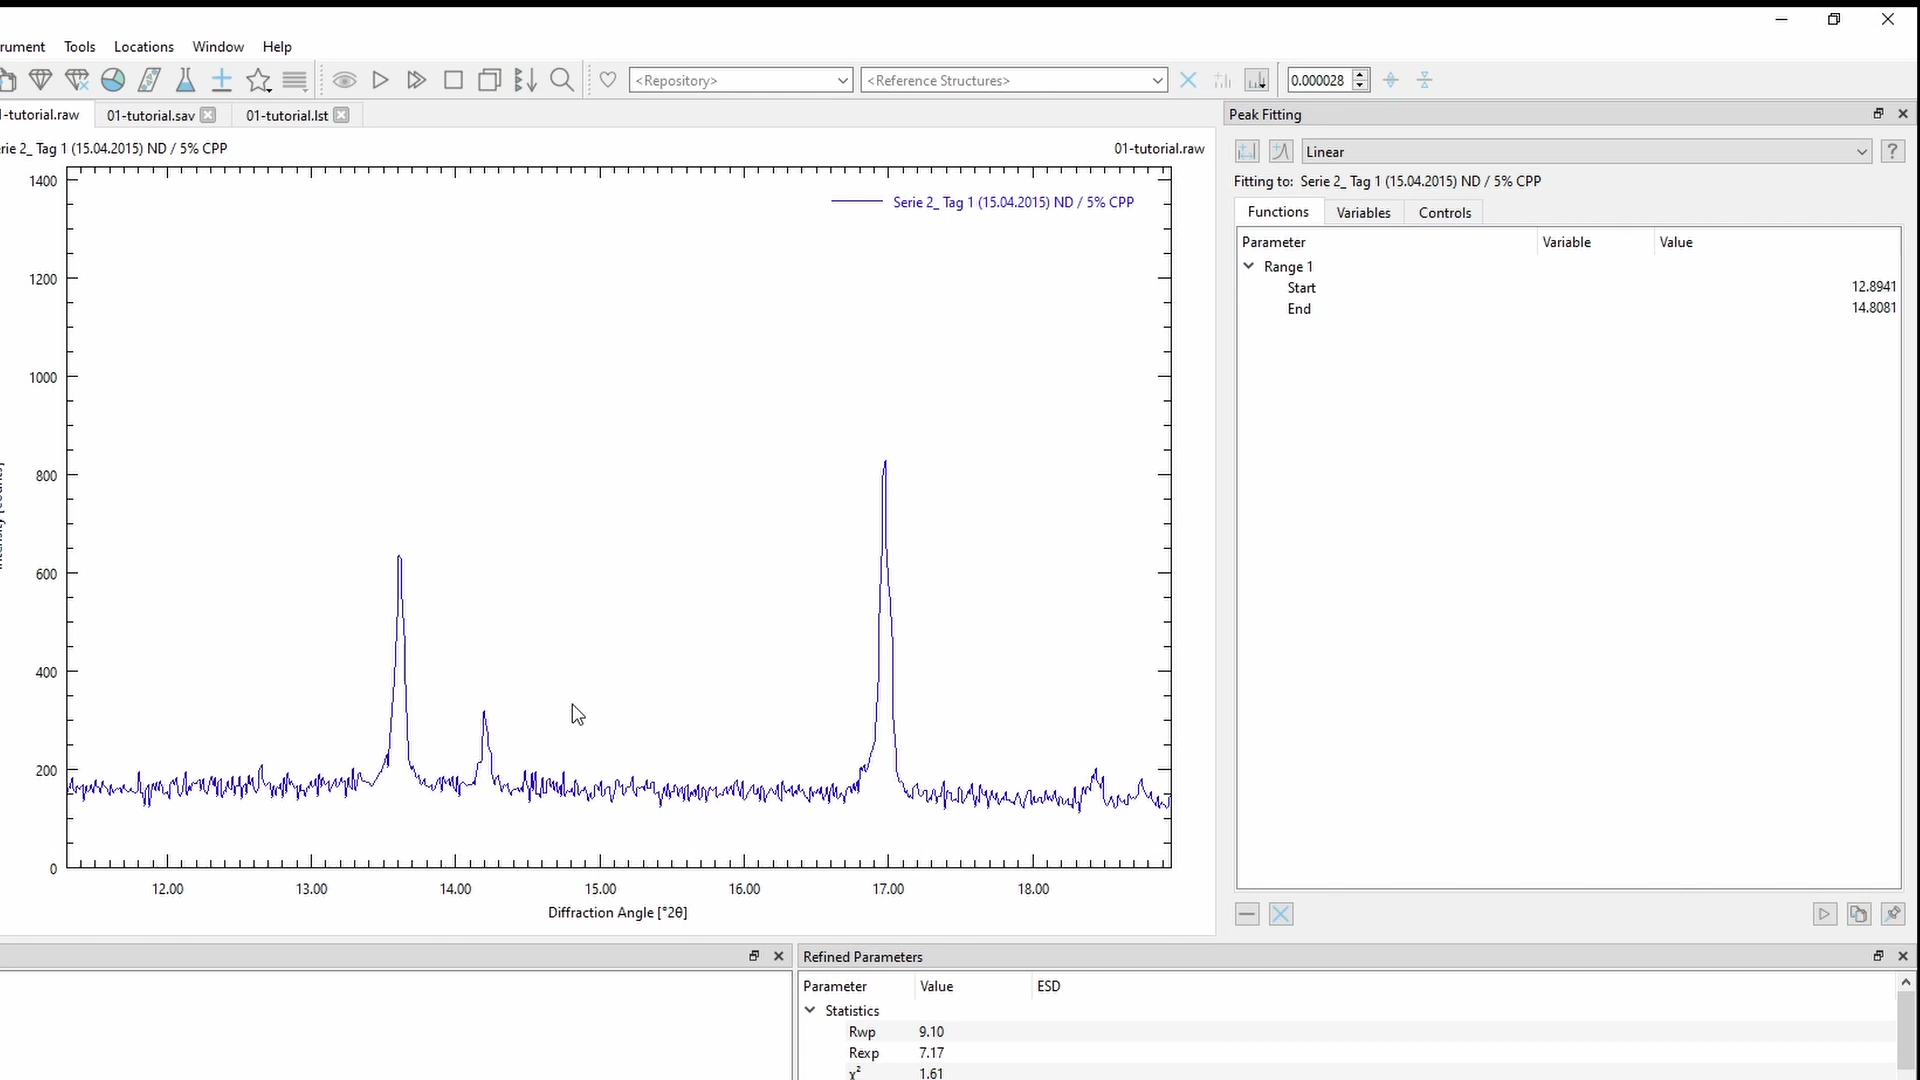 rument Tools Locations Window Help
<Repository> <Reference Structures> 0.000028
1-tutorial.raw 01-tutorial.sav 01-tutorial.lst
Peak Fitting
Linear ?
Fitting to: Serie 2_ Tag 1 (15.04.2015) ND / 5% CPP
Functions Variables Controls
Parameter Variable Value
Range 1
Start 12.8941
End 14.8081
rie 2_ Tag 1 (15.04.2015) ND / 5% CPP 01-tutorial.raw
Serie 2_ Tag 1 (15.04.2015) ND / 5% CPP
1400
1200
1000
800
600
400
200
0
12.00 13.00 14.00 15.00 16.00 17.00 18.00
Diffraction Angle [°2θ]
Refined Parameters
Parameter Value ESD
Statistics
Rwp 9.10
Rexp 7.17
χ² 1.61